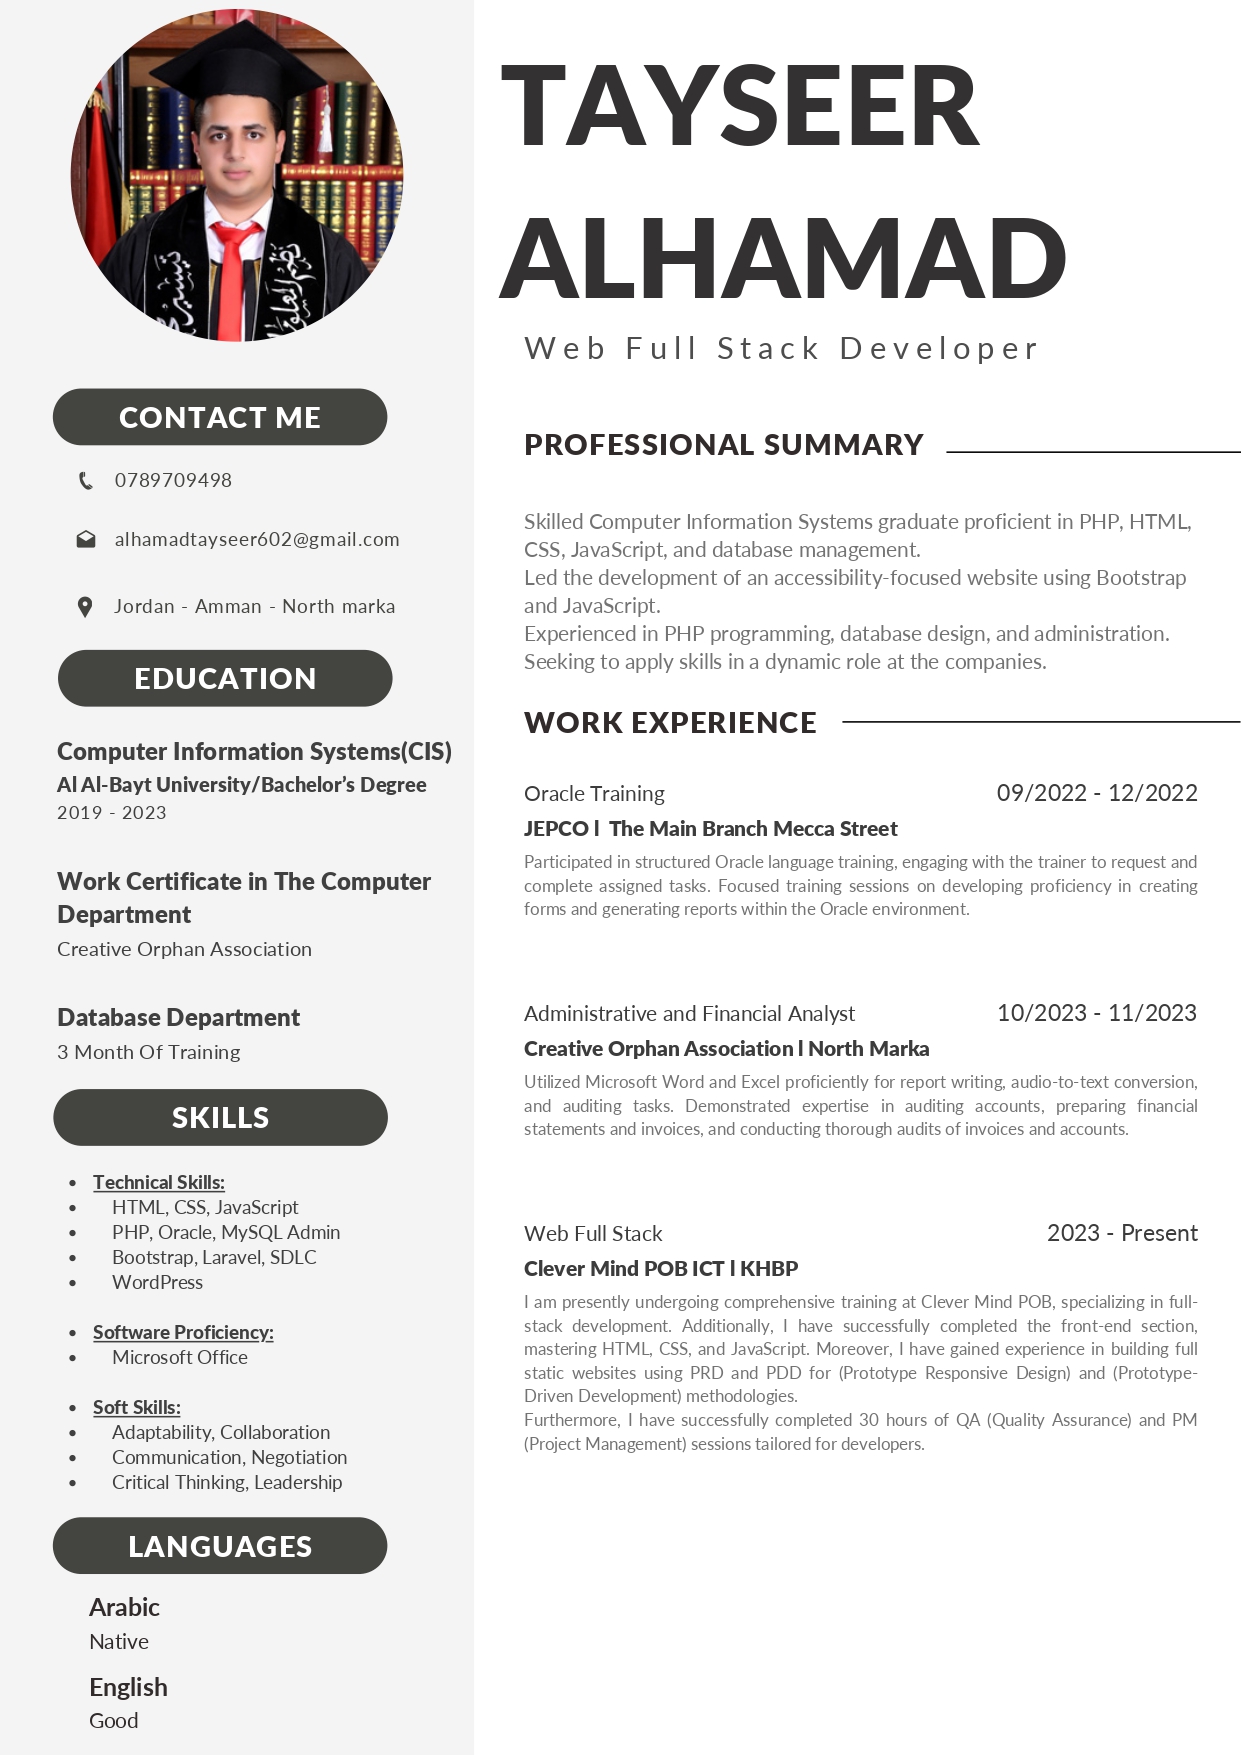 TAYSEER
ALHAMAD
Web Full Stack Developer
CONTACT ME
0789709498
alhamadtayseer602@gmail.com
Jordan - Amman - North marka
EDUCATION
Computer Information Systems(CIS)
Al Al-Bayt University/Bachelor’s Degree
2019 - 2023
Work Certificate in The Computer
Department
Creative Orphan Association
Database Department
3 Month Of Training
SKILLS
• Technical Skills:
• HTML, CSS, JavaScript
• PHP, Oracle, MySQL Admin
• Bootstrap, Laravel, SDLC
• WordPress
• Software Proficiency:
• Microsoft Office
• Soft Skills:
• Adaptability, Collaboration
• Communication, Negotiation
• Critical Thinking, Leadership
LANGUAGES
Arabic
Native
English
Good
PROFESSIONAL SUMMARY
Skilled Computer Information Systems graduate proficient in PHP, HTML,
CSS, JavaScript, and database management.
Led the development of an accessibility-focused website using Bootstrap
and JavaScript.
Experienced in PHP programming, database design, and administration.
Seeking to apply skills in a dynamic role at the companies.
WORK EXPERIENCE
Oracle Training 09/2022 - 12/2022
JEPCO l The Main Branch Mecca Street
Participated in structured Oracle language training, engaging with the trainer to request and
complete assigned tasks. Focused training sessions on developing proficiency in creating
forms and generating reports within the Oracle environment.
Administrative and Financial Analyst 10/2023 - 11/2023
Creative Orphan Association l North Marka
Utilized Microsoft Word and Excel proficiently for report writing, audio-to-text conversion,
and auditing tasks. Demonstrated expertise in auditing accounts, preparing financial
statements and invoices, and conducting thorough audits of invoices and accounts.
Web Full Stack 2023 - Present
Clever Mind POB ICT l KHBP
I am presently undergoing comprehensive training at Clever Mind POB, specializing in full-
stack development. Additionally, I have successfully completed the front-end section,
mastering HTML, CSS, and JavaScript. Moreover, I have gained experience in building full
static websites using PRD and PDD for (Prototype Responsive Design) and (Prototype-
Driven Development) methodologies.
Furthermore, I have successfully completed 30 hours of QA (Quality Assurance) and PM
(Project Management) sessions tailored for developers.